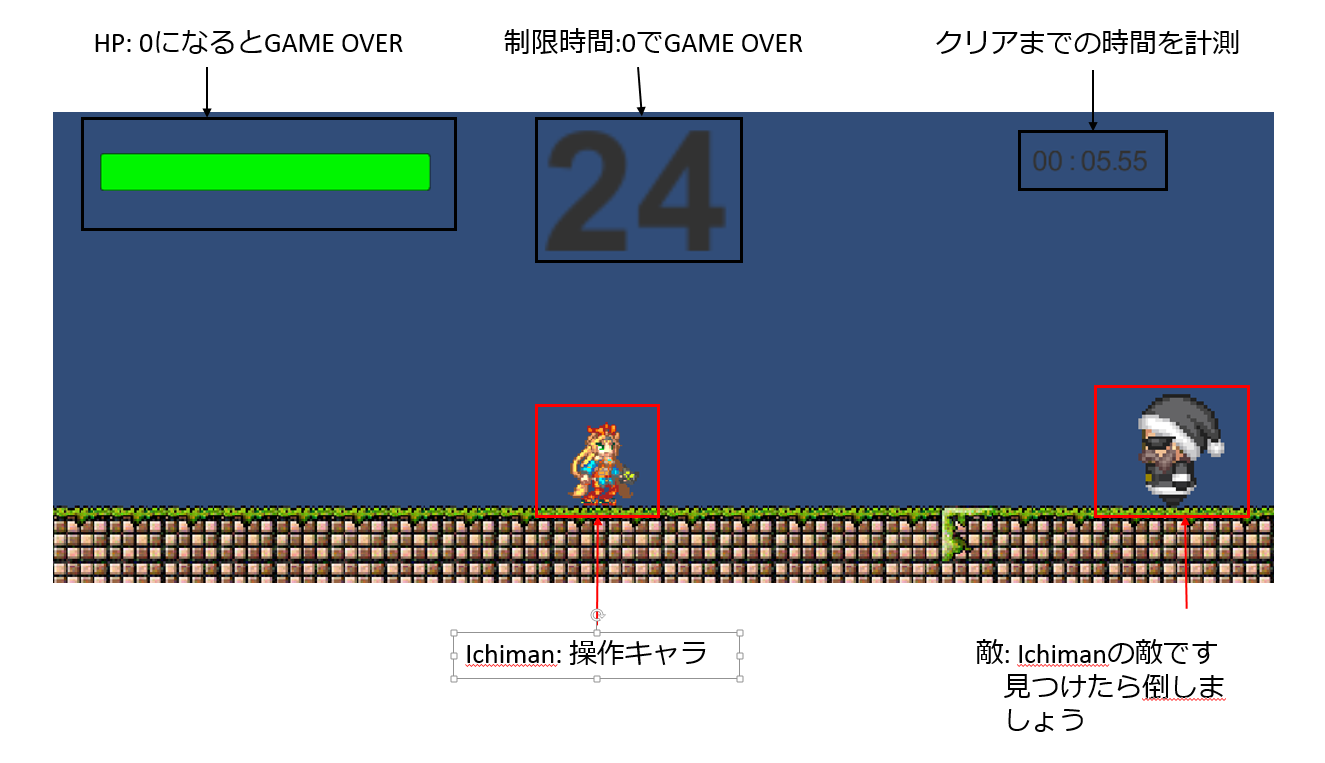 HP: 0になるとGAME OVER
制限時間:0でGAME OVER
クリアまでの時間を計測
24
00 : 05.55
Ichiman: 操作キャラ
敵: Ichimanの敵です
見つけたら倒しま
しょう